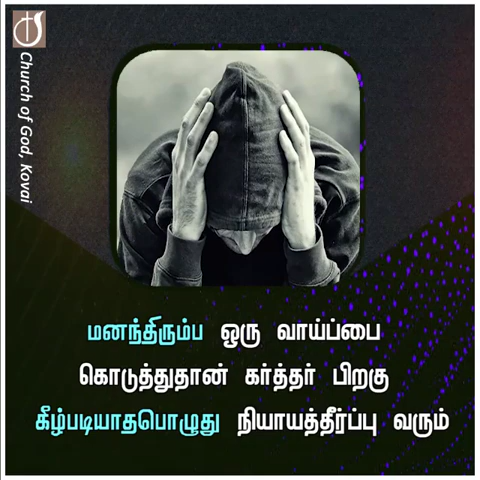 Church of God, Kovai
மனந்திரும்ப ஒரு வாய்ப்பை
கொடுத்துதான் கர்த்தர் பிறகு
கீழ்படியாதபொழுது நியாயத்தீர்ப்பு வரும்